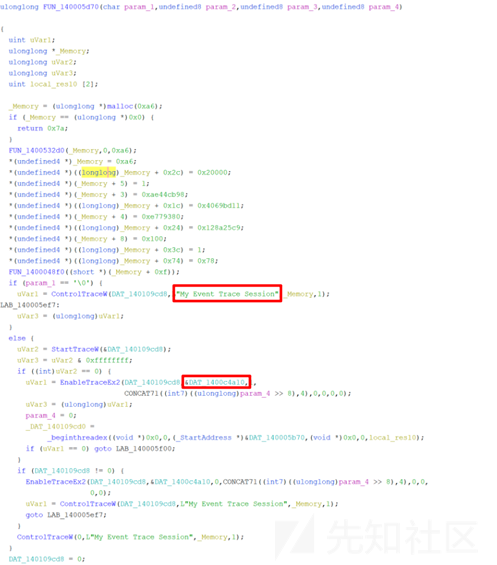 ulonglong FUN_140005d70(char param_1,undefined8 param_2,undefined8 param_3,undefined8 param_4)
{
uint uVar1;
ulonglong *_Memory;
ulonglong uVar2;
ulonglong uVar3;
uint local_res10 [2];
_Memory = (ulonglong *)malloc(0xa6);
if (_Memory == (ulonglong *)0x0) {
return 0x7a;
}
FUN_1400532d0(_Memory,0,0xa6);
*(undefined4 *)_Memory = 0xa6;
*(undefined4 *)((longlong)_Memory + 0x2c) = 0x20000;
*(undefined4 *)(_Memory + 5) = 1;
*(undefined4 *)(_Memory + 3) = 0xae44cb98;
*(undefined4 *)((longlong)_Memory + 0x1c) = 0x4069bd11;
*(undefined4 *)(_Memory + 4) = 0xe779380;
*(undefined4 *)((longlong)_Memory + 0x24) = 0x128a25c9;
*(undefined4 *)(_Memory + 8) = 0x100;
*(undefined4 *)((longlong)_Memory + 0x3c) = 1;
*(undefined4 *)((longlong)_Memory + 0x74) = 0x78;
FUN_1400048f0((short *)(_Memory + 0xf));
if (param_1 == '\0') {
uVar1 = ControlTraceW(DAT_140109cd8, "My Event Trace Session" _Memory,1);
LAB_140005ef7:
uVar3 = (ulonglong)uVar1;
}
else {
uVar2 = StartTraceW(&DAT_140109cd8);
uVar3 = uVar2 & 0xffffffff;
if ((int)uVar2 == 0) {
uVar1 = EnableTraceEx2(DAT_140109cd8 &DAT_1400c4a10, ,
CONCAT71((int7)((ulonglong)param_4 >> 8),4),0,0,0,0);
uVar3 = (ulonglong)uVar1;
param_4 = 0;
_DAT_140109cd0 =
_beginthreadex((void *)0x0,0,(_StartAddress *)&DAT_140005b70,(void *)0x0,0,local_res10);
if (uVar1 == 0) goto LAB_140005f00;
}
if (DAT_140109cd8 != 0) {
EnableTraceEx2(DAT_140109cd8,&DAT_1400c4a10,0,CONCAT71((int7)((ulonglong)param_4 >> 8),4),0,0,
0,0);
uVar1 = ControlTraceW(DAT_140109cd8,L"My Event Trace Session",_Memory,1);
goto LAB_140005ef7;
}
ControlTraceW(0,L"My Event Trace Session",_Memory,1);
}
DAT_140109cd8 = 0;
先知社区